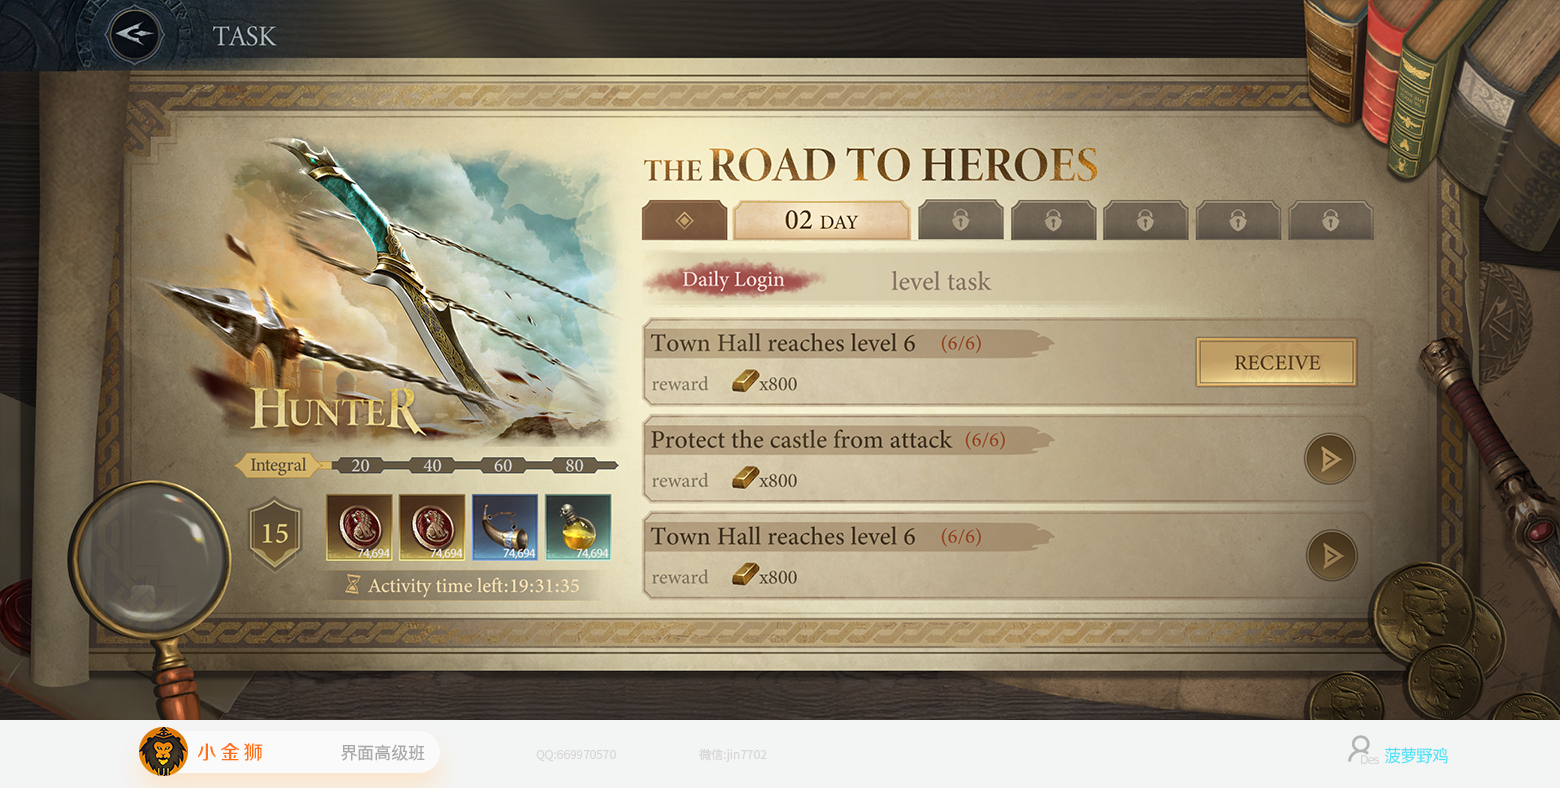 TASK
THE ROAD TO HEROES
02 DAY
Daily Login
level task
Town Hall reaches level 6 (6/6)
reward x800
RECEIVE
Protect the castle from attack (6/6)
reward x800
Town Hall reaches level 6 (6/6)
reward x800
HUNTER
Integral 20 40 60 80
15
74,694 74,694 74,694 74,694
Activity time left:19:31:35
小金狮 界面高级班 QQ:669970570 微信:jin7702 Des 菠萝野鸡